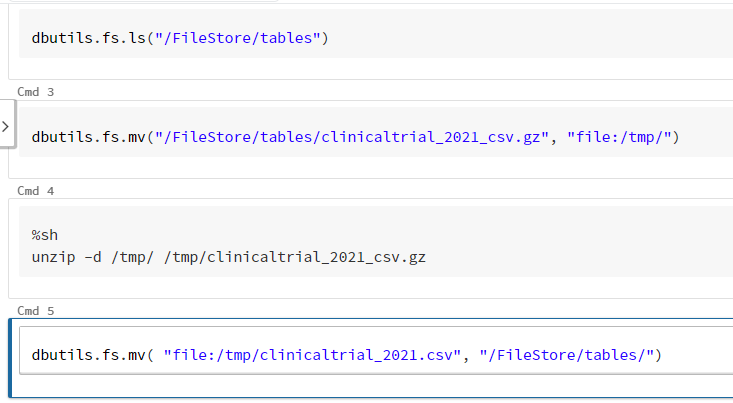 dbutils.fs.ls("/FileStore/tables")
Cmd 3
dbutils.fs.mv("/FileStore/tables/clinicaltrial_2021_csv.gz", "file:/tmp/")
Cmd 4
%sh
unzip -d /tmp/ /tmp/clinicaltrial_2021_csv.gz
Cmd 5
dbutils.fs.mv( "file:/tmp/clinicaltrial_2021.csv", "/FileStore/tables/")